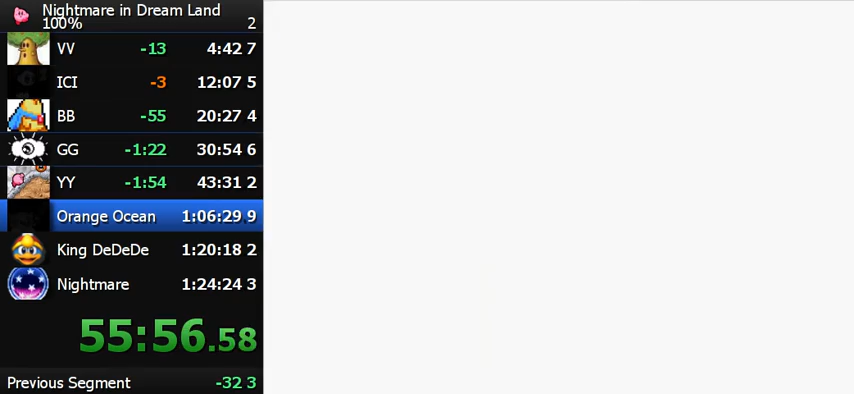 Nightmare in Dream Land
100% 2
VV -13 4:42 7
ICI -3 12:07 5
BB -55 20:27 4
GG -1:22 30:54 6
YY -1:54 43:31 2
Orange Ocean 1:06:29 9
King DeDeDe 1:20:18 2
Nightmare 1:24:24 3
55:56.58
Previous Segment -32 3